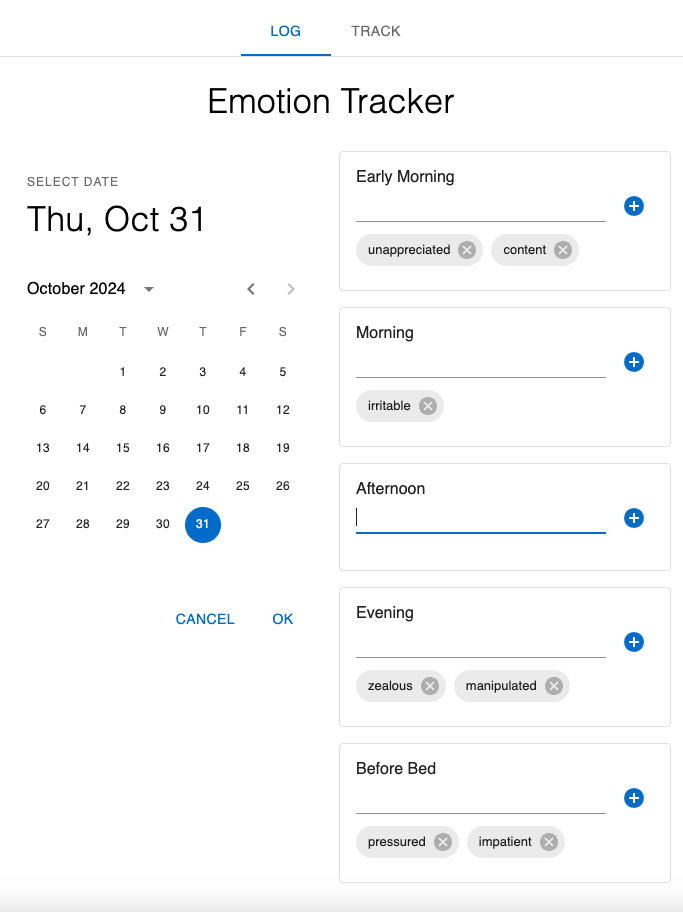 LOG TRACK
Emotion Tracker
SELECT DATE
Thu, Oct 31
October 2024
S M T W T F S
1 2 3 4 5
6 7 8 9 10 11 12
13 14 15 16 17 18 19
20 21 22 23 24 25 26
27 28 29 30 31
CANCEL OK
Early Morning
unappreciated content
Morning
irritable
Afternoon
Evening
zealous manipulated
Before Bed
pressured impatient